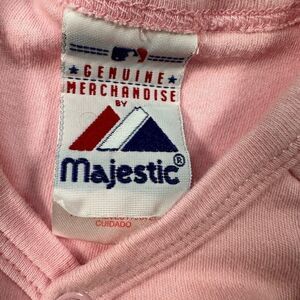 GENUINE
MERCHANDISE
BY
Majestic®
CUIDADO